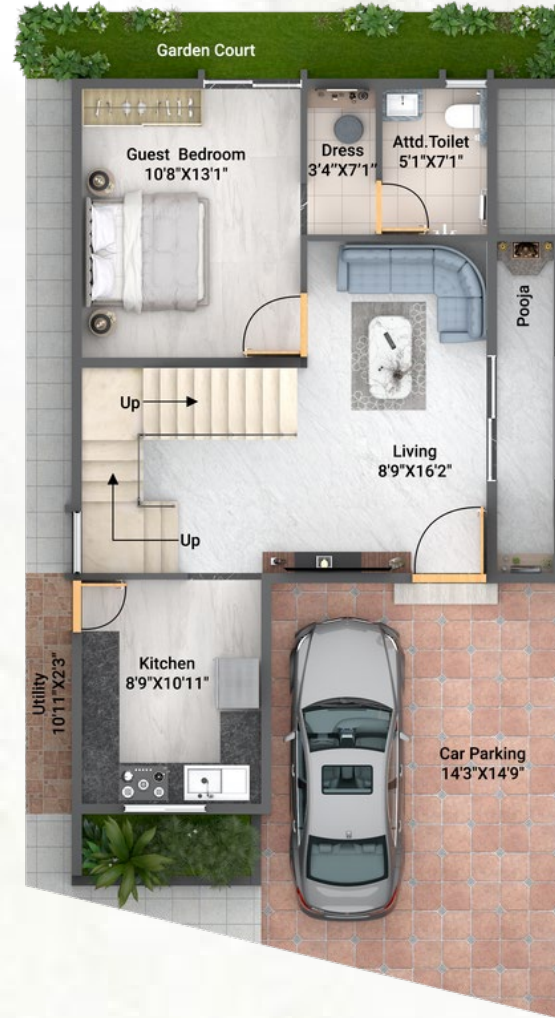 Garden Court
Guest Bedroom
10'8"X13'1"
Dress
3'4"X7'1"
Attd.Toilet
5'1"X7'1"
Pooja
Up
Living
8'9"X16'2"
Up
Kitchen
8'9"X10'11"
Utility
10'11"X2'3"
Car Parking
14'3"X14'9"